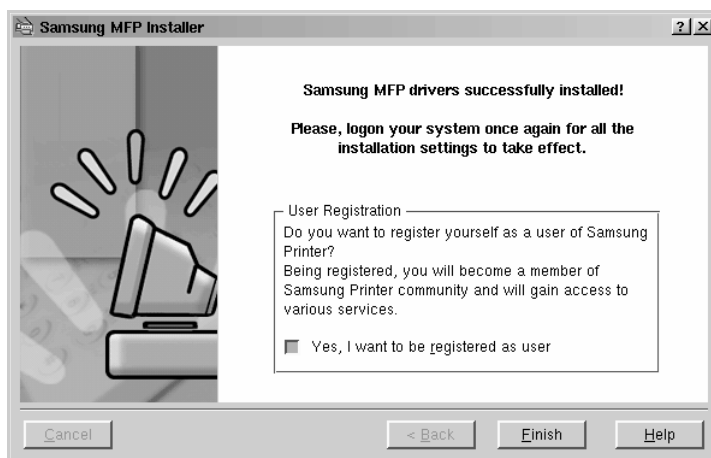 Samsung MFP Installer
Samsung MFP drivers successfully installed!
Please, logon your system once again for all the
installation settings to take effect.
User Registration
Do you want to register yourself as a user of Samsung
Printer?
Being registered, you will become a member of
Samsung Printer community and will gain access to
various services.
Yes, I want to be registered as user
Cancel
< Back
Finish
Help